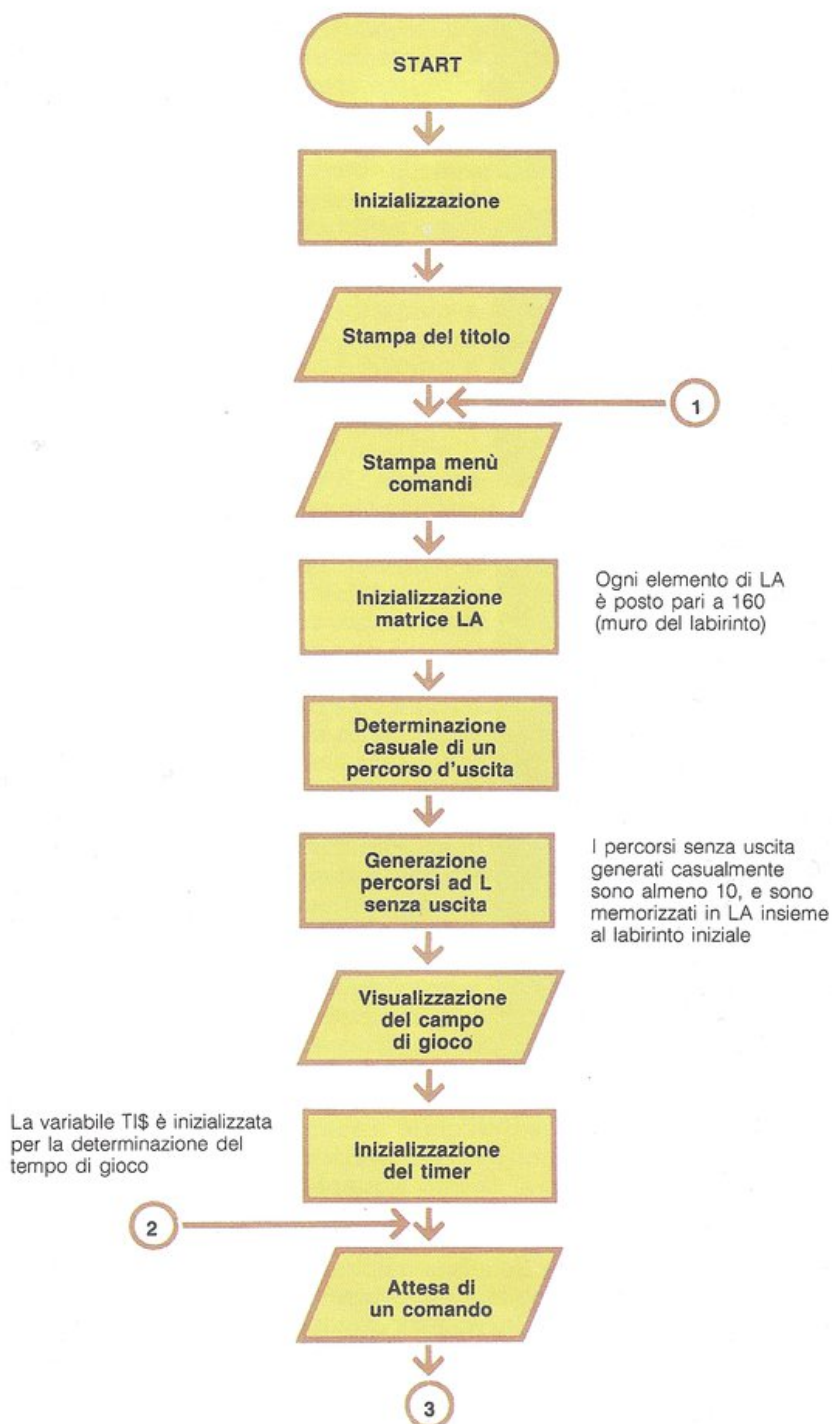 START
Inizializzazione
Stampa del titolo
1
Stampa menù
comandi
Inizializzazione
matrice LA
Ogni elemento di LA
è posto pari a 160
(muro del labirinto)
Determinazione
casuale di un
percorso d'uscita
Generazione
percorsi ad L
senza uscita
I percorsi senza uscita
generati casualmente
sono almeno 10, e sono
memorizzati in LA insieme
al labirinto iniziale
Visualizzazione
del campo
di gioco
La variabile TI$ è inizializzata
per la determinazione del
tempo di gioco
Inizializzazione
del timer
2
Attesa di
un comando
3